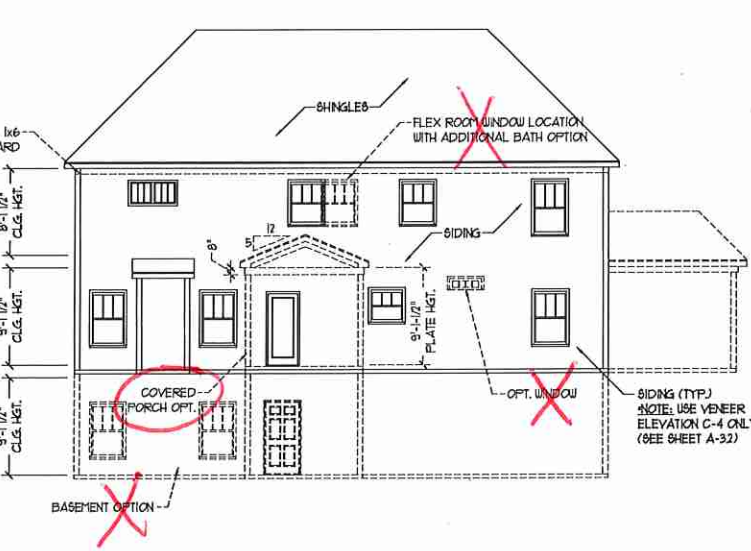 SHINGLES
FLEX ROOM WINDOW LOCATION
WITH ADDITIONAL BATH OPTION
1x6
ARD
8'-1 1/2"
CLG. HGT.
12
5
8"
SIDING
9'-1 1/2"
CLG. HGT.
9'-1-1/2"
PLATE HGT.
COVERED
PORCH OPT.
OPT. WINDOW
SIDING (TYP.)
*NOTE: USE VENEER
ELEVATION C-4 ONLY
(SEE SHEET A-3.2)
9'-1 1/2"
CLG. HGT.
BASEMENT OPTION